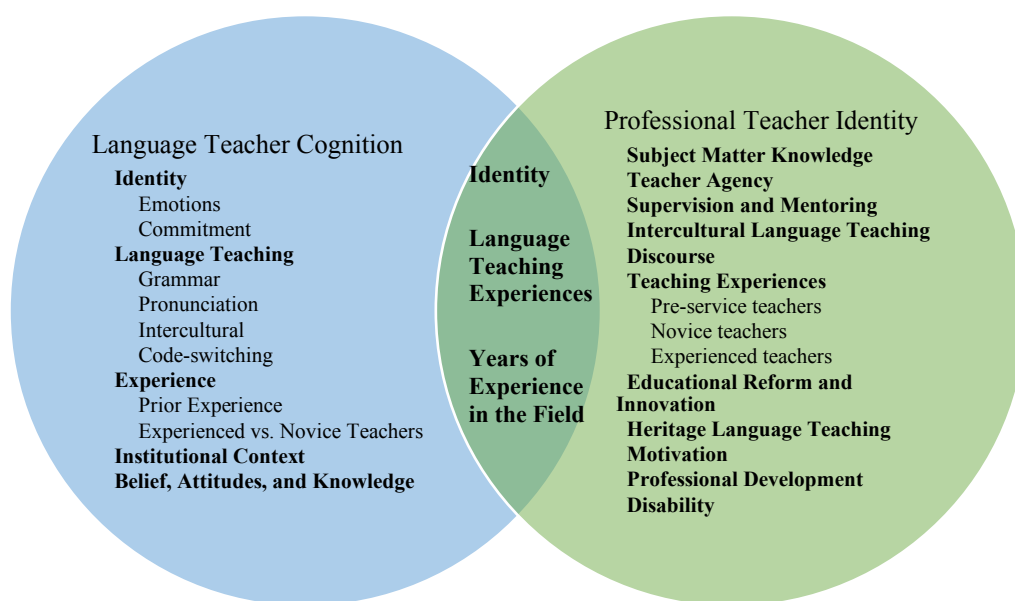 Language Teacher Cognition
Identity
Emotions
Commitment
Language Teaching
Grammar
Pronunciation
Intercultural
Code-switching
Experience
Prior Experience
Experienced vs. Novice Teachers
Institutional Context
Belief, Attitudes, and Knowledge
Identity
Language
Teaching
Experiences
Years of
Experience
in the Field
Professional Teacher Identity
Subject Matter Knowledge
Teacher Agency
Supervision and Mentoring
Intercultural Language Teaching
Discourse
Teaching Experiences
Pre-service teachers
Novice teachers
Experienced teachers
Educational Reform and
Innovation
Heritage Language Teaching
Motivation
Professional Development
Disability